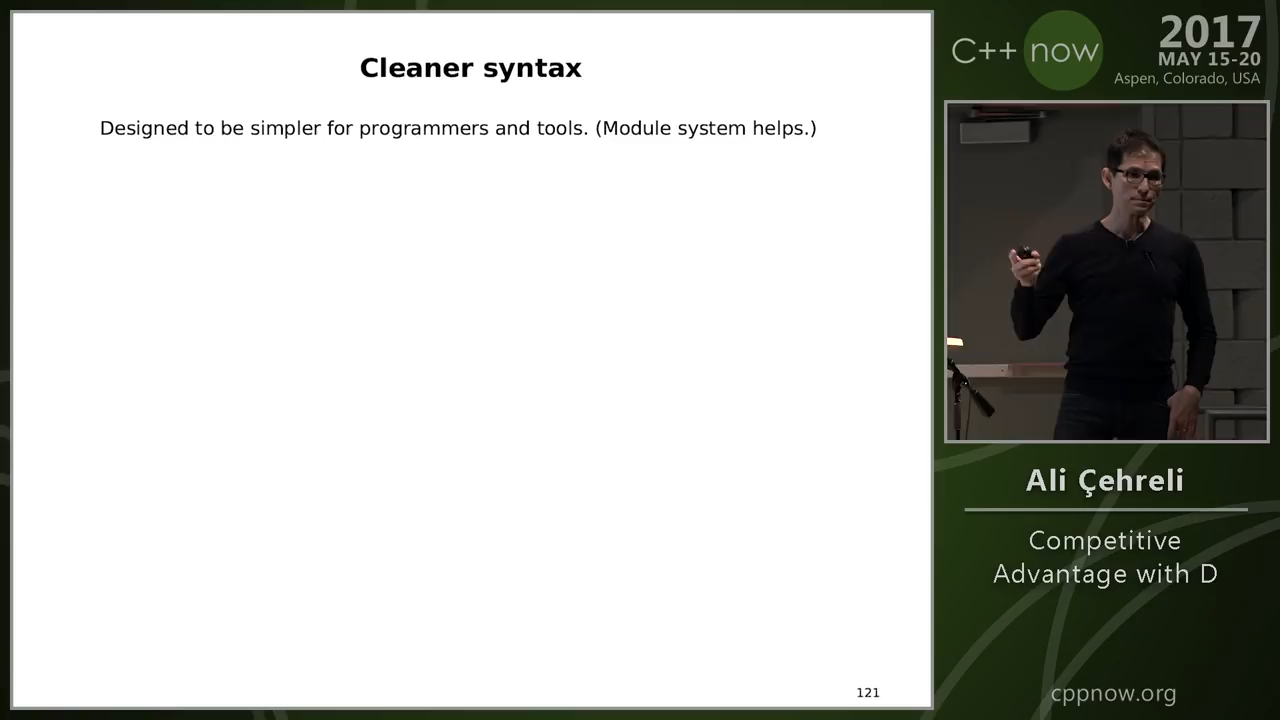 Cleaner syntax
Designed to be simpler for programmers and tools. (Module system helps.)
121
C++ now
2017
MAY 15-20
Aspen, Colorado, USA
Ali Çehreli
Competitive
Advantage with D
cppnow.org